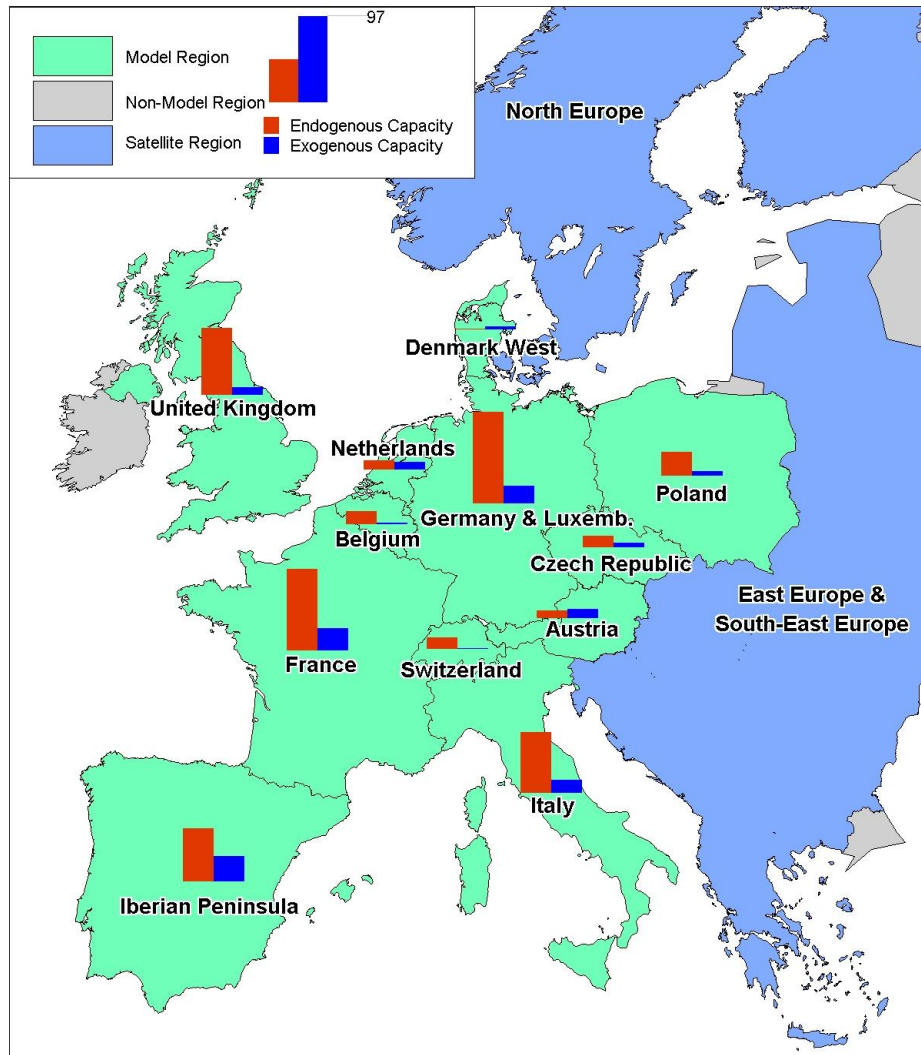 97
Model Region
Non-Model Region
Satellite Region
Endogenous Capacity
Exogenous Capacity
North Europe
Denmark West
United Kingdom
Netherlands
Germany & Luxemb.
Poland
Belgium
Czech Republic
East Europe &
South-East Europe
Austria
France
Switzerland
Italy
Iberian Peninsula